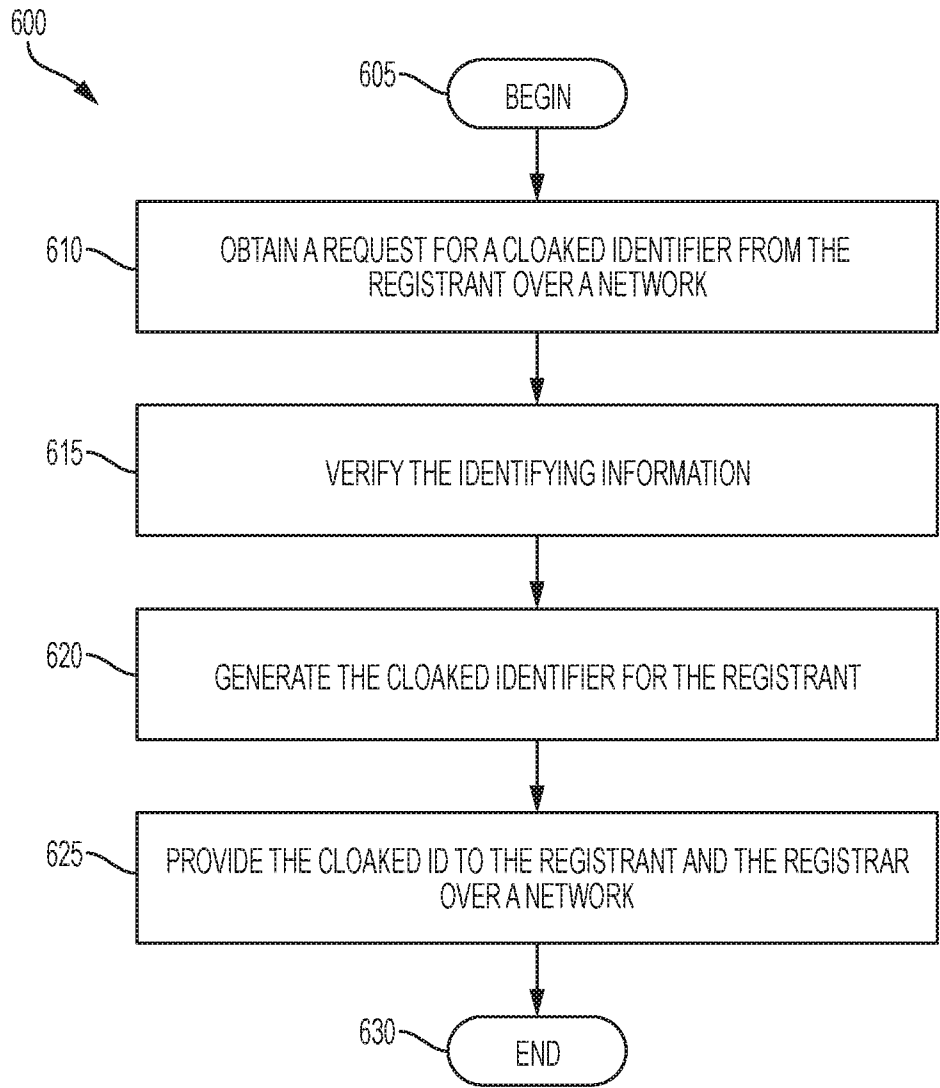 600
605
BEGIN
610
OBTAIN A REQUEST FOR A CLOAKED IDENTIFIER FROM THE
REGISTRANT OVER A NETWORK
615
VERIFY THE IDENTIFYING INFORMATION
620
GENERATE THE CLOAKED IDENTIFIER FOR THE REGISTRANT
625
PROVIDE THE CLOAKED ID TO THE REGISTRANT AND THE REGISTRAR
OVER A NETWORK
630
END